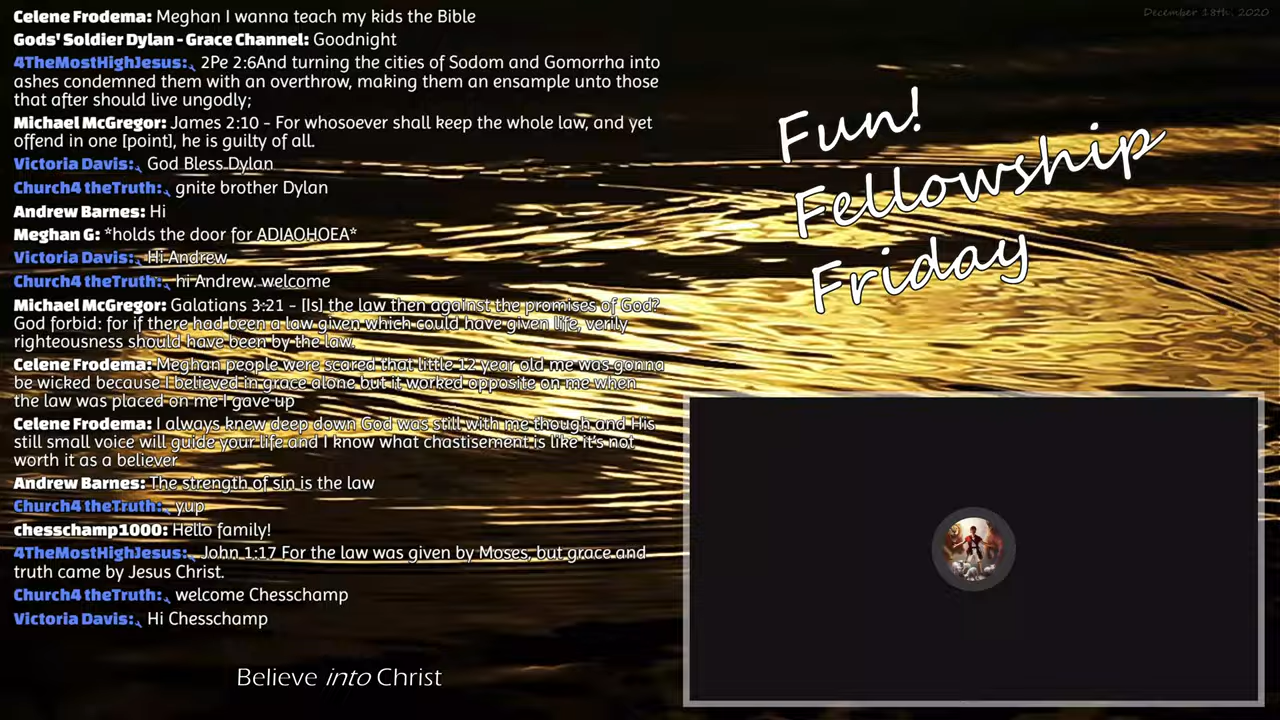 Celene Frodema: Meghan I wanna teach my kids the Bible
Gods' Soldier Dylan - Grace Channel: Goodnight
4TheMostHighJesus: 2Pe 2:6And turning the cities of Sodom and Gomorrha into
ashes condemned them with an overthrow, making them an ensample unto those
that after should live ungodly;
Michael McGregor: James 2:10 - For whosoever shall keep the whole law, and yet
offend in one [point], he is guilty of all.
Victoria Davis: God Bless Dylan
Church4 theTruth: gnite brother Dylan
Andrew Barnes: Hi
Meghan G: *holds the door for ADIAOHOEA*
Victoria Davis: Hi Andrew
Church4 theTruth: hi Andrew. welcome
Michael McGregor: Galatians 3:21 - [Is] the law then against the promises of God?
God forbid: for if there had been a law given which could have given life, verily
righteousness should have been by the law.
Celene Frodema: Meghan people were scared that little 12 year old me was gonna
be wicked because I believed in grace alone but it worked opposite on me when
the law was placed on me I gave up
Celene Frodema: I always knew deep down God was still with me though and His
still small voice will guide your life and I know what chastisement is like it's not
worth it as a believer
Andrew Barnes: The strength of sin is the law
Church4 theTruth: yup
chesschamp1000: Hello family!
4TheMostHighJesus: John 1:17 For the law was given by Moses, but grace and
truth came by Jesus Christ.
Church4 theTruth: welcome Chesschamp
Victoria Davis: Hi Chesschamp
Believe into Christ
December 18th, 2020
Fun!
Fellowship
Friday